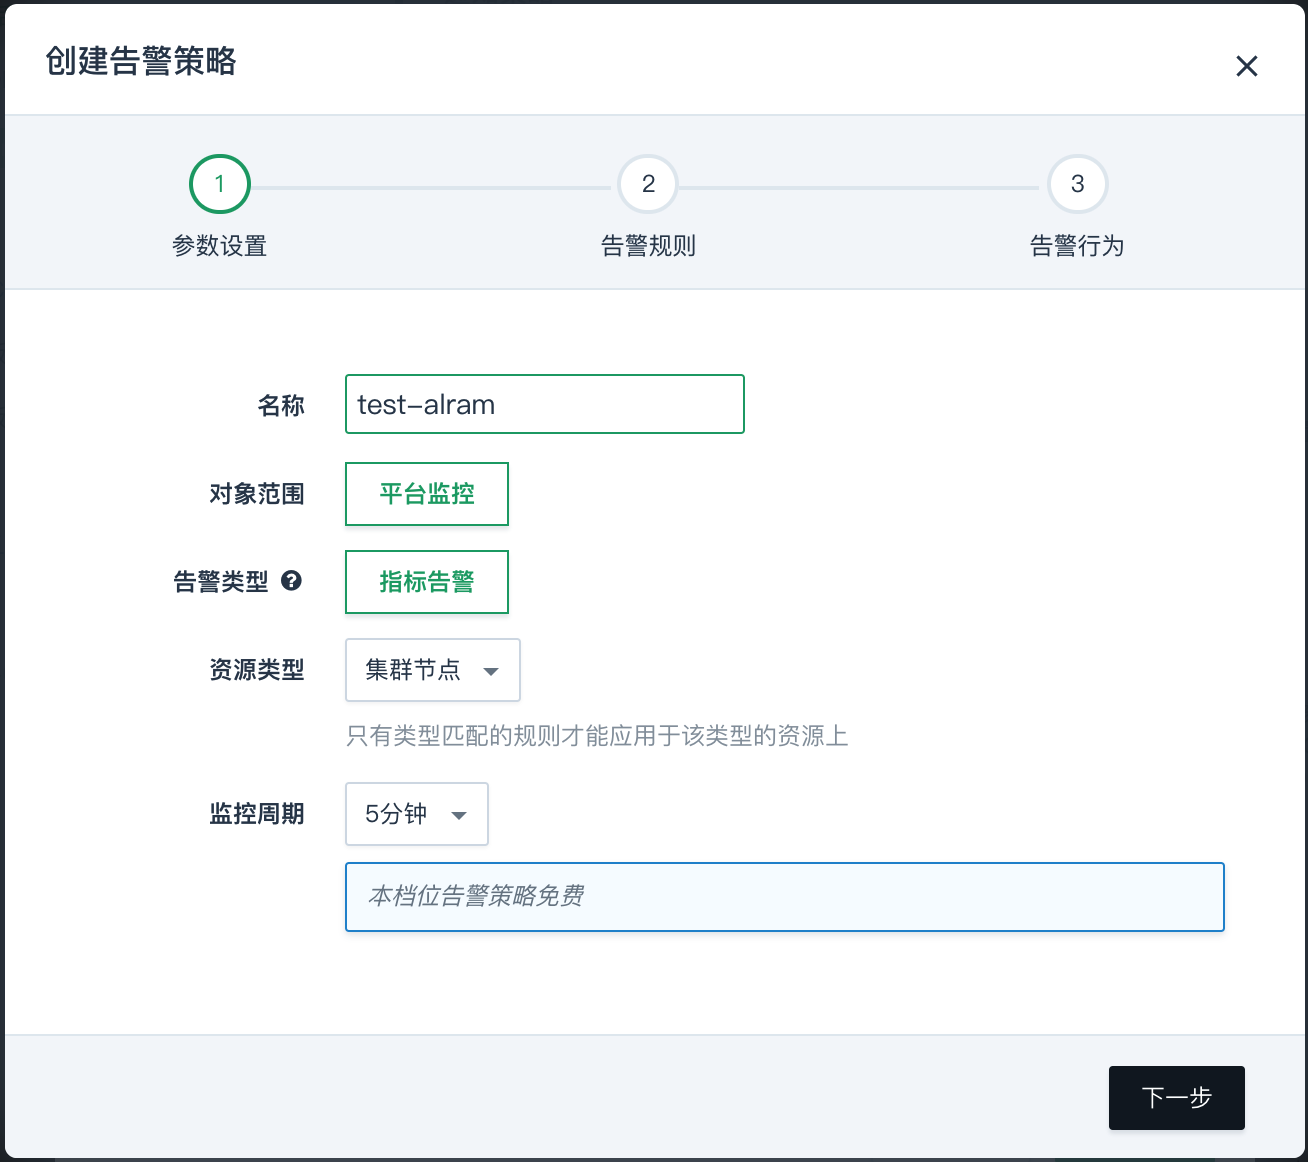 创建告警策略
1
2
3
参数设置
告警规则
告警行为
名称
test-alram
对象范围
平台监控
告警类型 ?
指标告警
资源类型
集群节点
只有类型匹配的规则才能应用于该类型的资源上
监控周期
5分钟
本档位告警策略免费
下一步